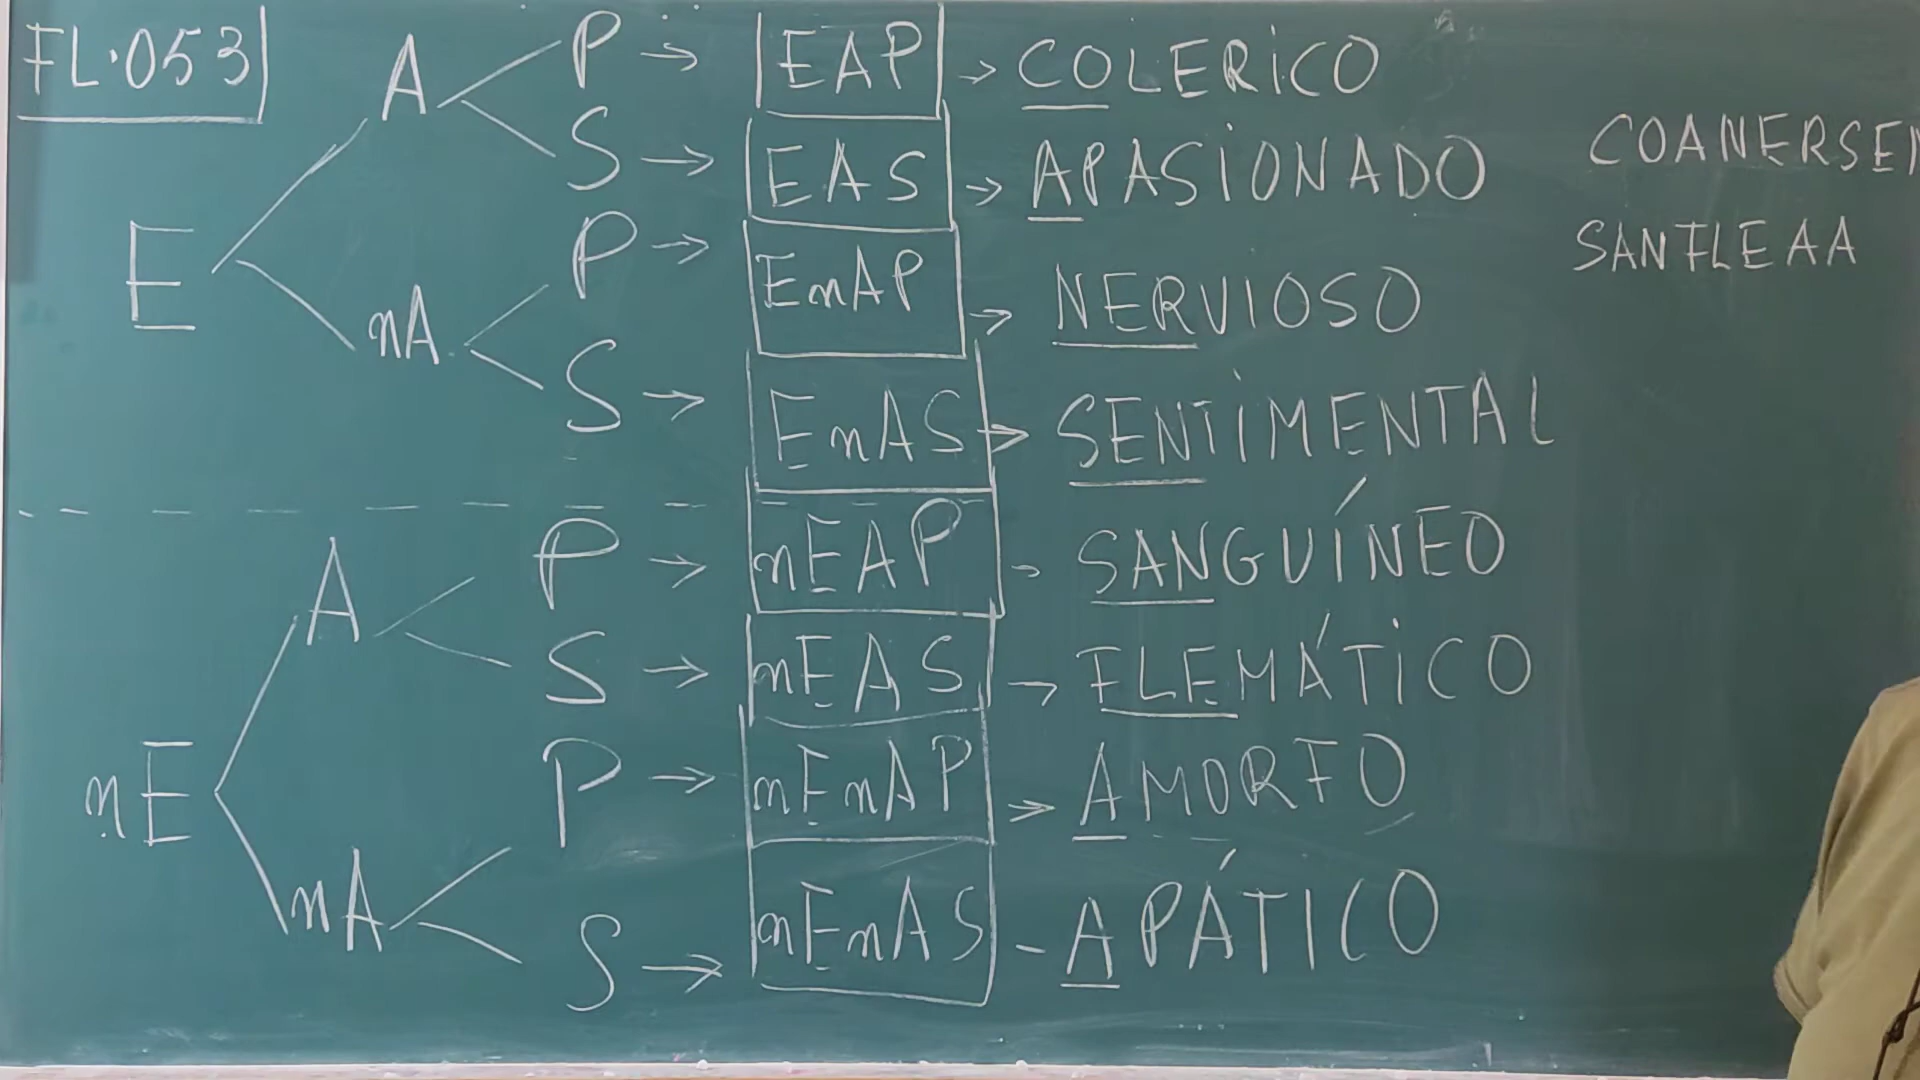 FL·053
E
A
P → EAP → COLERICO
S → EAS → APASIONADO
nA
P → EnAP → NERVIOSO
S → EnAS → SENTIMENTAL
nE
A
P → nEAP → SANGUÍNEO
S → nEAS → FLEMÁTICO
nA
P → nEnAP → AMORFO
S → nEnAS - APÁTICO
COANERSEN
SANFLEAA